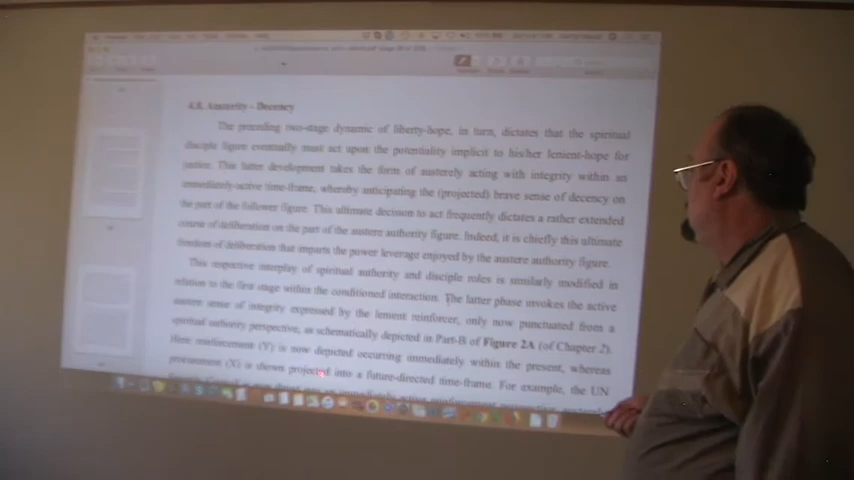 4.8. Austerity – Decency
The preceding two-stage dynamic of liberty-hope, in turn, dictates that the spiritual
disciple figure eventually must act upon the potentiality implicit to his/her lenient-hope for
justice. This latter development takes the form of austerely acting with integrity within an
immediately-active time-frame, whereby anticipating the (projected) brave sense of decency on
the part of the follower figure. This ultimate decision to act frequently dictates a rather extended
course of deliberation on the part of the austere authority figure. Indeed, it is chiefly this ultimate
freedom of deliberation that imparts the power leverage enjoyed by the austere authority figure.
This respective interplay of spiritual authority and disciple roles is similarly modified in
relation to the first stage within the conditioned interaction. The latter phase invokes the active
austere sense of integrity expressed by the lenient reinforcer, only now punctuated from a
spiritual authority perspective, as schematically depicted in Part-B of Figure 2A (of Chapter 2).
Here reinforcement (Y) is now depicted occurring immediately within the present, whereas
procurement (X) is shown projected into a future-directed time-frame. For example, the UN